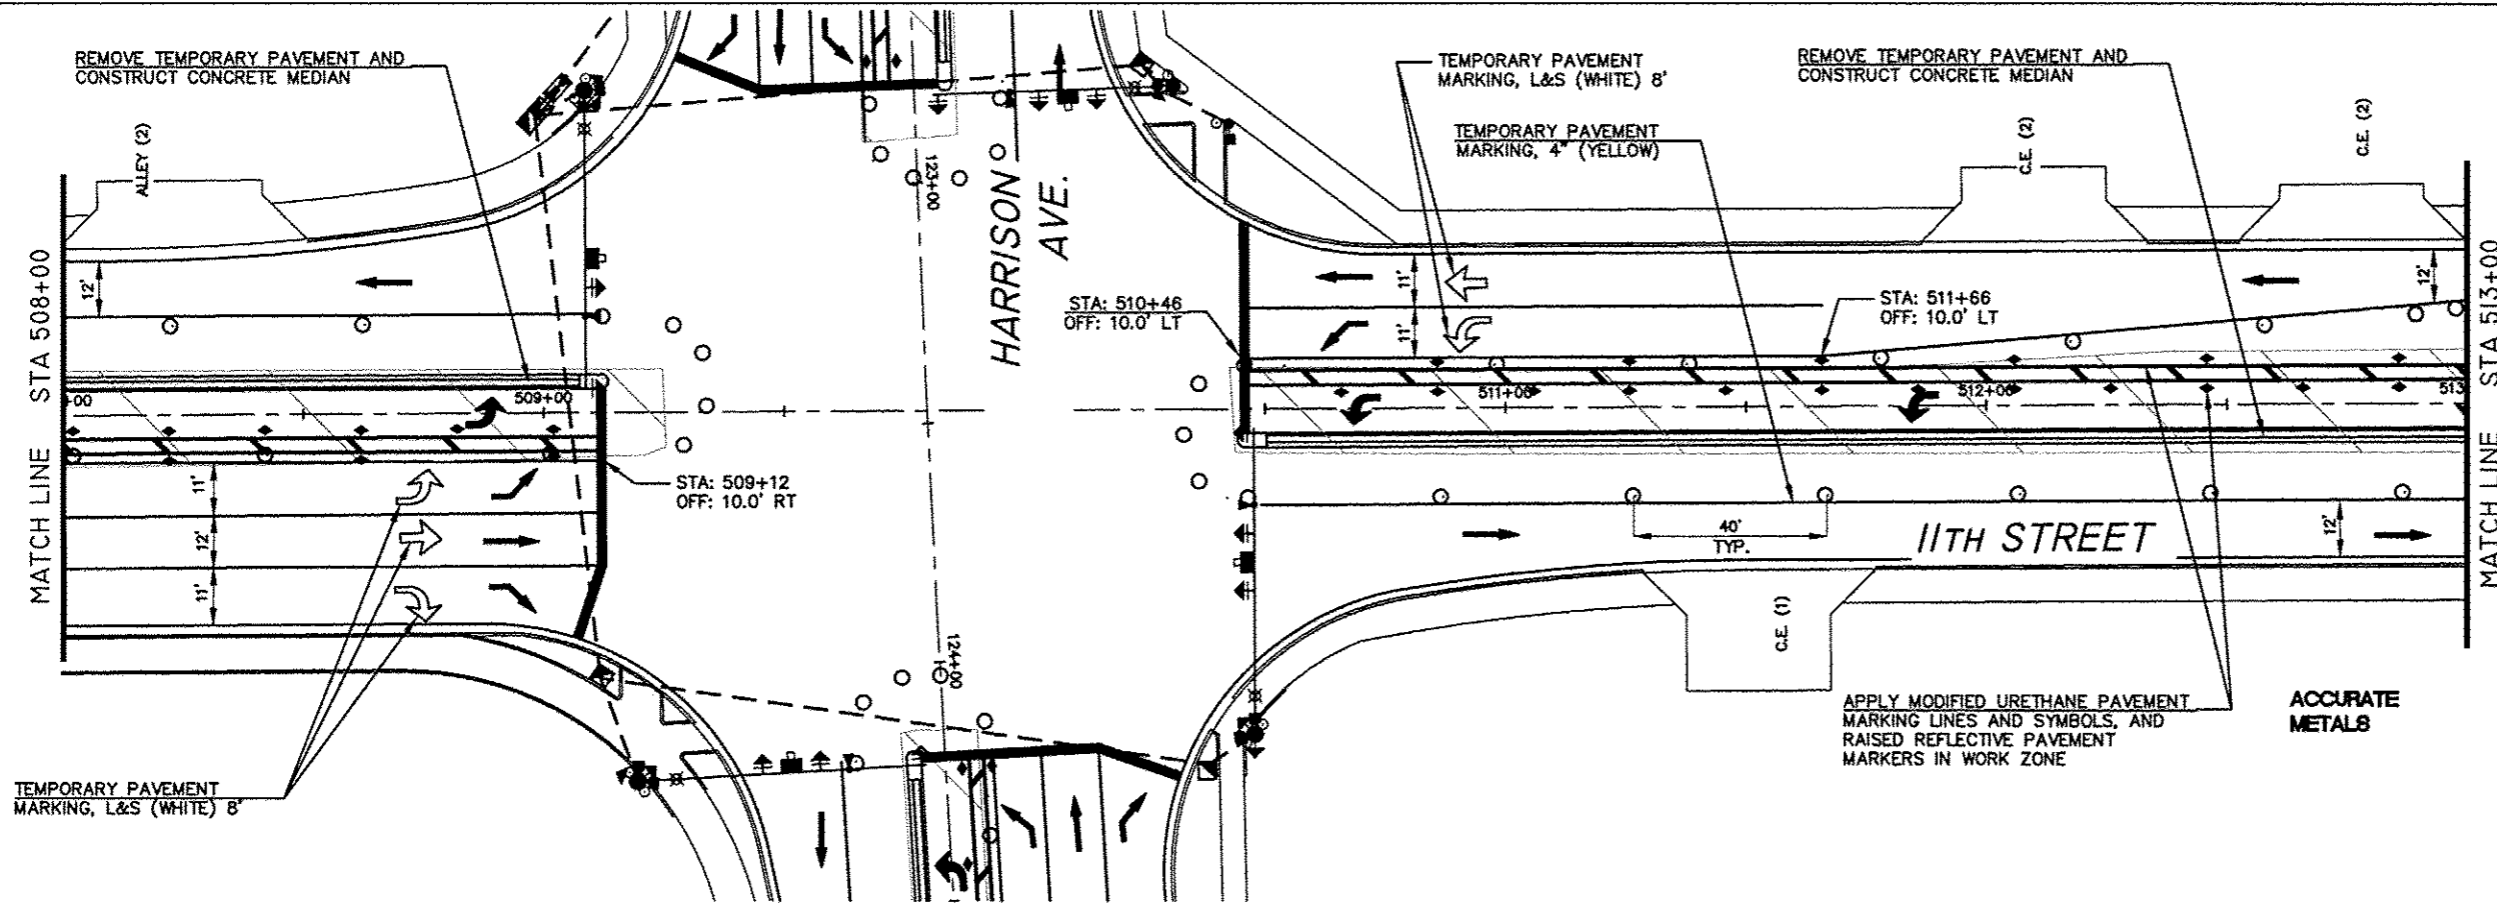 REMOVE TEMPORARY PAVEMENT AND
CONSTRUCT CONCRETE MEDIAN
TEMPORARY PAVEMENT
MARKING, L&S (WHITE) 8'
REMOVE TEMPORARY PAVEMENT AND
CONSTRUCT CONCRETE MEDIAN
TEMPORARY PAVEMENT
MARKING, 4" (YELLOW)
ALLEY (2)
C.E. (2)
C.E. (2)
123+00
HARRISON
AVE.
MATCH LINE STA 508+00
12'
STA: 510+46
OFF: 10.0' LT
11'
11'
STA: 511+66
OFF: 10.0' LT
12'
MATCH LINE STA 513+00
+00
509+00
511+00
512+00
513
STA: 509+12
OFF: 10.0' RT
11'
12'
11'
40'
TYP.
11TH STREET
12'
C.E. (1)
124+00
TEMPORARY PAVEMENT
MARKING, L&S (WHITE) 8'
APPLY MODIFIED URETHANE PAVEMENT
MARKING LINES AND SYMBOLS, AND
RAISED REFLECTIVE PAVEMENT
MARKERS IN WORK ZONE
ACCURATE
METALS